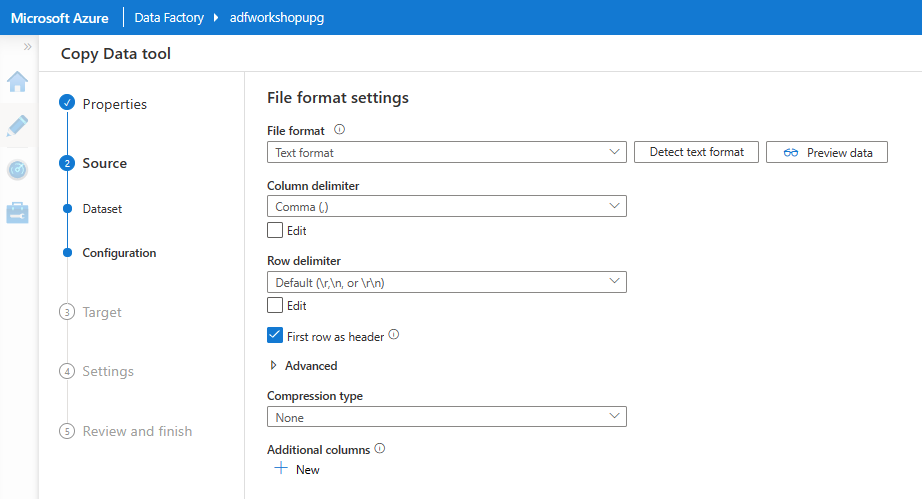 Microsoft Azure Data Factory adfworkshopupg
Copy Data tool
Properties
2 Source
Dataset
Configuration
3 Target
4 Settings
5 Review and finish
File format settings
File format
Text format Detect text format Preview data
Column delimiter
Comma (,)
Edit
Row delimiter
Default (\r,\n, or \r\n)
Edit
First row as header
Advanced
Compression type
None
Additional columns
New